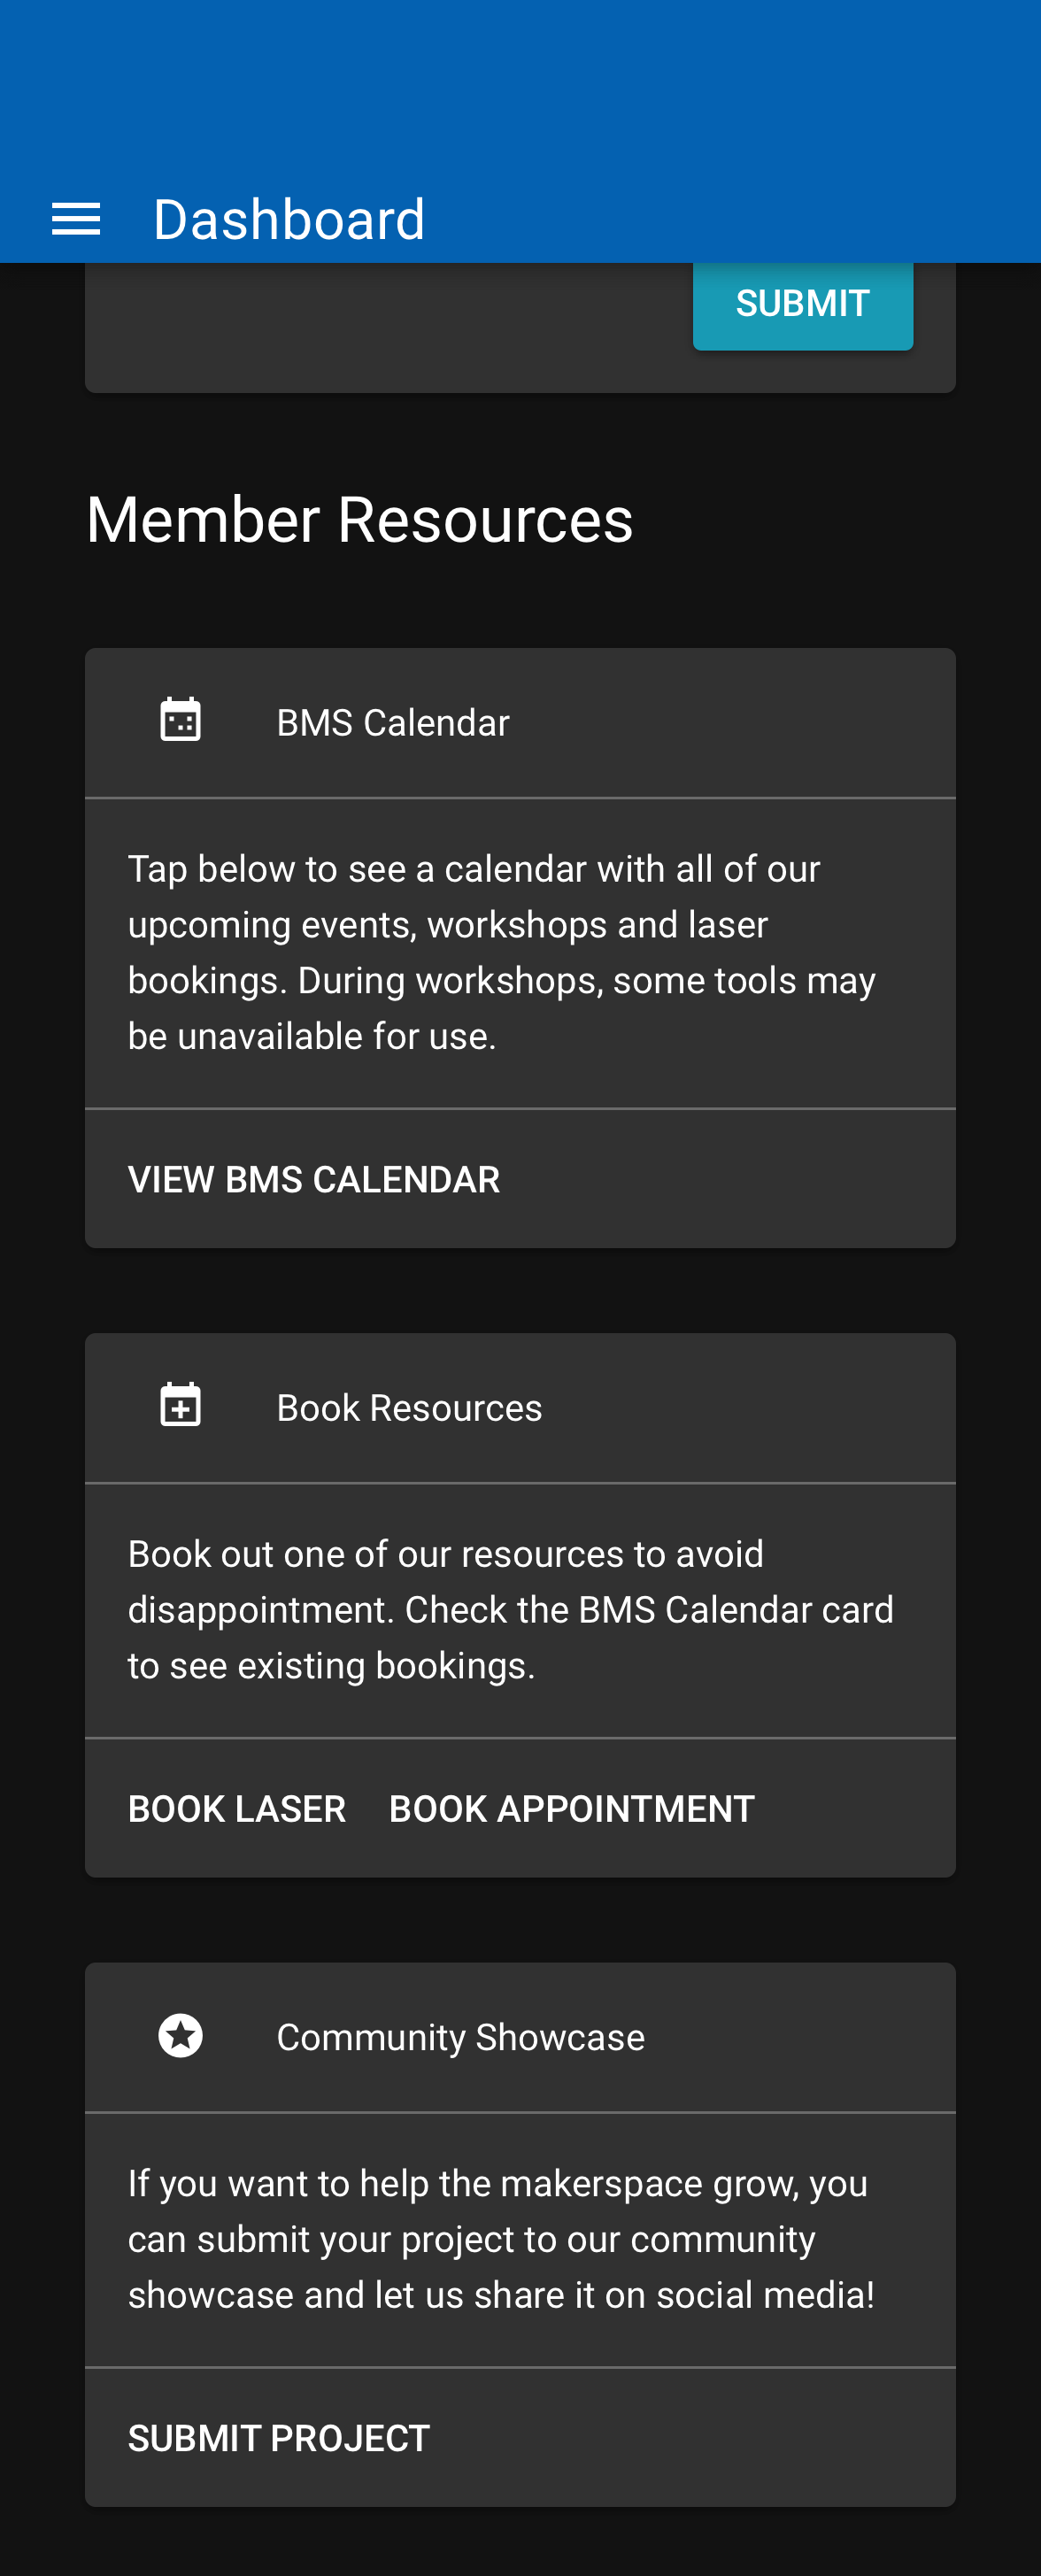 Dashboard
SUBMIT
Member Resources
BMS Calendar
Tap below to see a calendar with all of our
upcoming events, workshops and laser
bookings. During workshops, some tools may
be unavailable for use.
VIEW BMS CALENDAR
Book Resources
Book out one of our resources to avoid
disappointment. Check the BMS Calendar card
to see existing bookings.
BOOK LASER BOOK APPOINTMENT
Community Showcase
If you want to help the makerspace grow, you
can submit your project to our community
showcase and let us share it on social media!
SUBMIT PROJECT